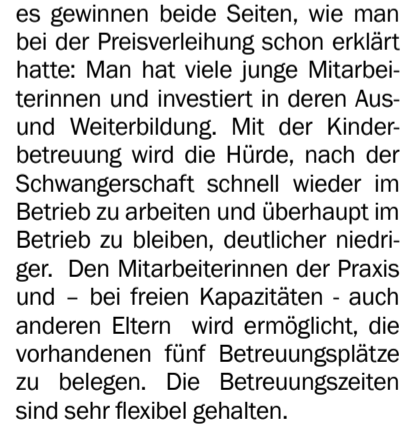 es gewinnen beide Seiten, wie man
bei der Preisverleihung schon erklärt
hatte: Man hat viele junge Mitarbei-
terinnen und investiert in deren Aus-
und Weiterbildung. Mit der Kinder-
betreuung wird die Hürde, nach der
Schwangerschaft schnell wieder im
Betrieb zu arbeiten und überhaupt im
Betrieb zu bleiben, deutlicher niedri-
ger. Den Mitarbeiterinnen der Praxis
und – bei freien Kapazitäten - auch
anderen Eltern wird ermöglicht, die
vorhandenen fünf Betreuungsplätze
zu belegen. Die Betreuungszeiten
sind sehr flexibel gehalten.